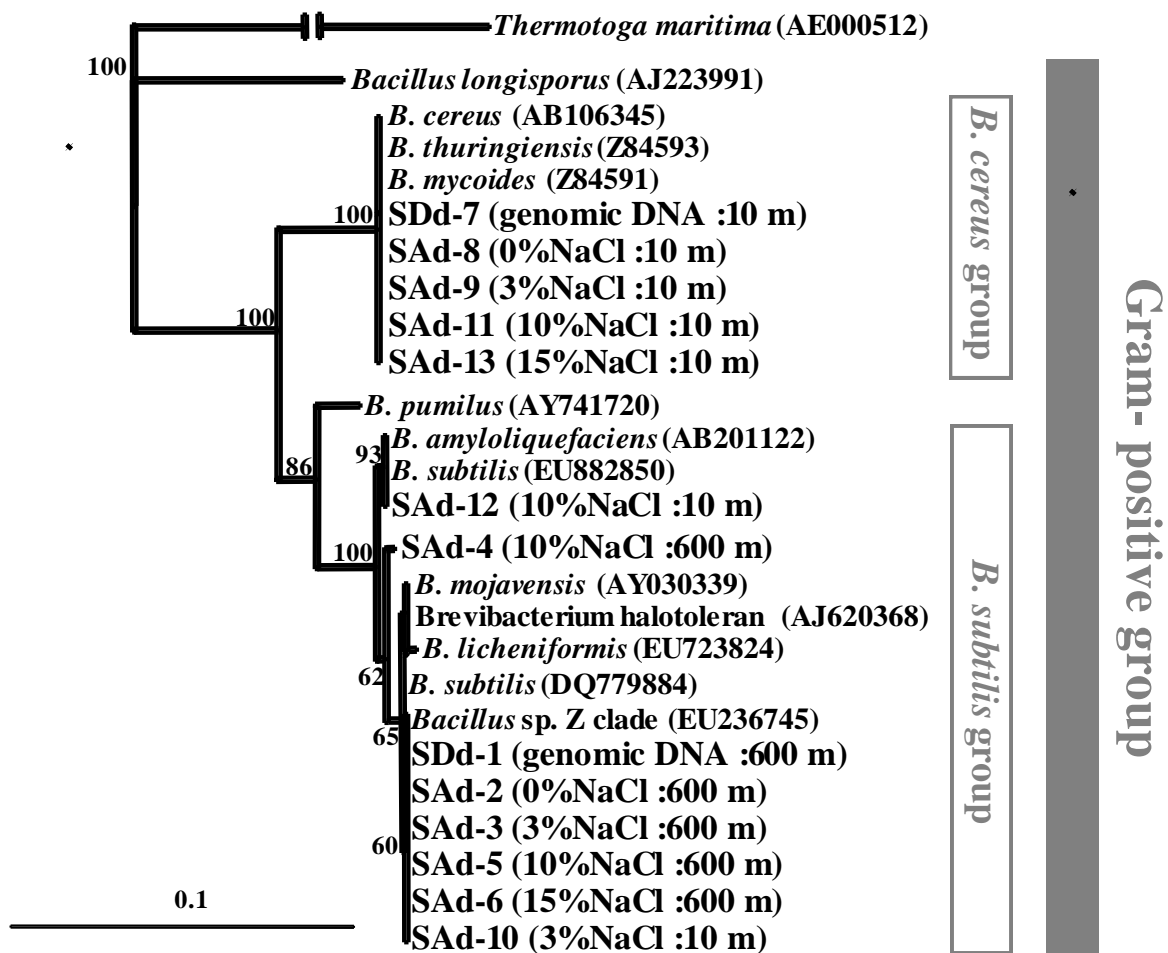 Thermotoga maritima (AE000512)
100
Bacillus longisporus (AJ223991)
B. cereus (AB106345)
B. thuringiensis (Z84593)
B. mycoides (Z84591)
100
SDd-7 (genomic DNA :10 m)
SAd-8 (0%NaCl :10 m)
SAd-9 (3%NaCl :10 m)
100
SAd-11 (10%NaCl :10 m)
SAd-13 (15%NaCl :10 m)
B. pumilus (AY741720)
B. amyloliquefaciens (AB201122)
93
86
B. subtilis (EU882850)
SAd-12 (10%NaCl :10 m)
100
SAd-4 (10%NaCl :600 m)
B. mojavensis (AY030339)
Brevibacterium halotoleran (AJ620368)
B. licheniformis (EU723824)
62
B. subtilis (DQ779884)
Bacillus sp. Z clade (EU236745)
65
SDd-1 (genomic DNA :600 m)
SAd-2 (0%NaCl :600 m)
SAd-3 (3%NaCl :600 m)
60
SAd-5 (10%NaCl :600 m)
SAd-6 (15%NaCl :600 m)
SAd-10 (3%NaCl :10 m)
0.1
B. cereus group
B. subtilis group
Gram- positive group